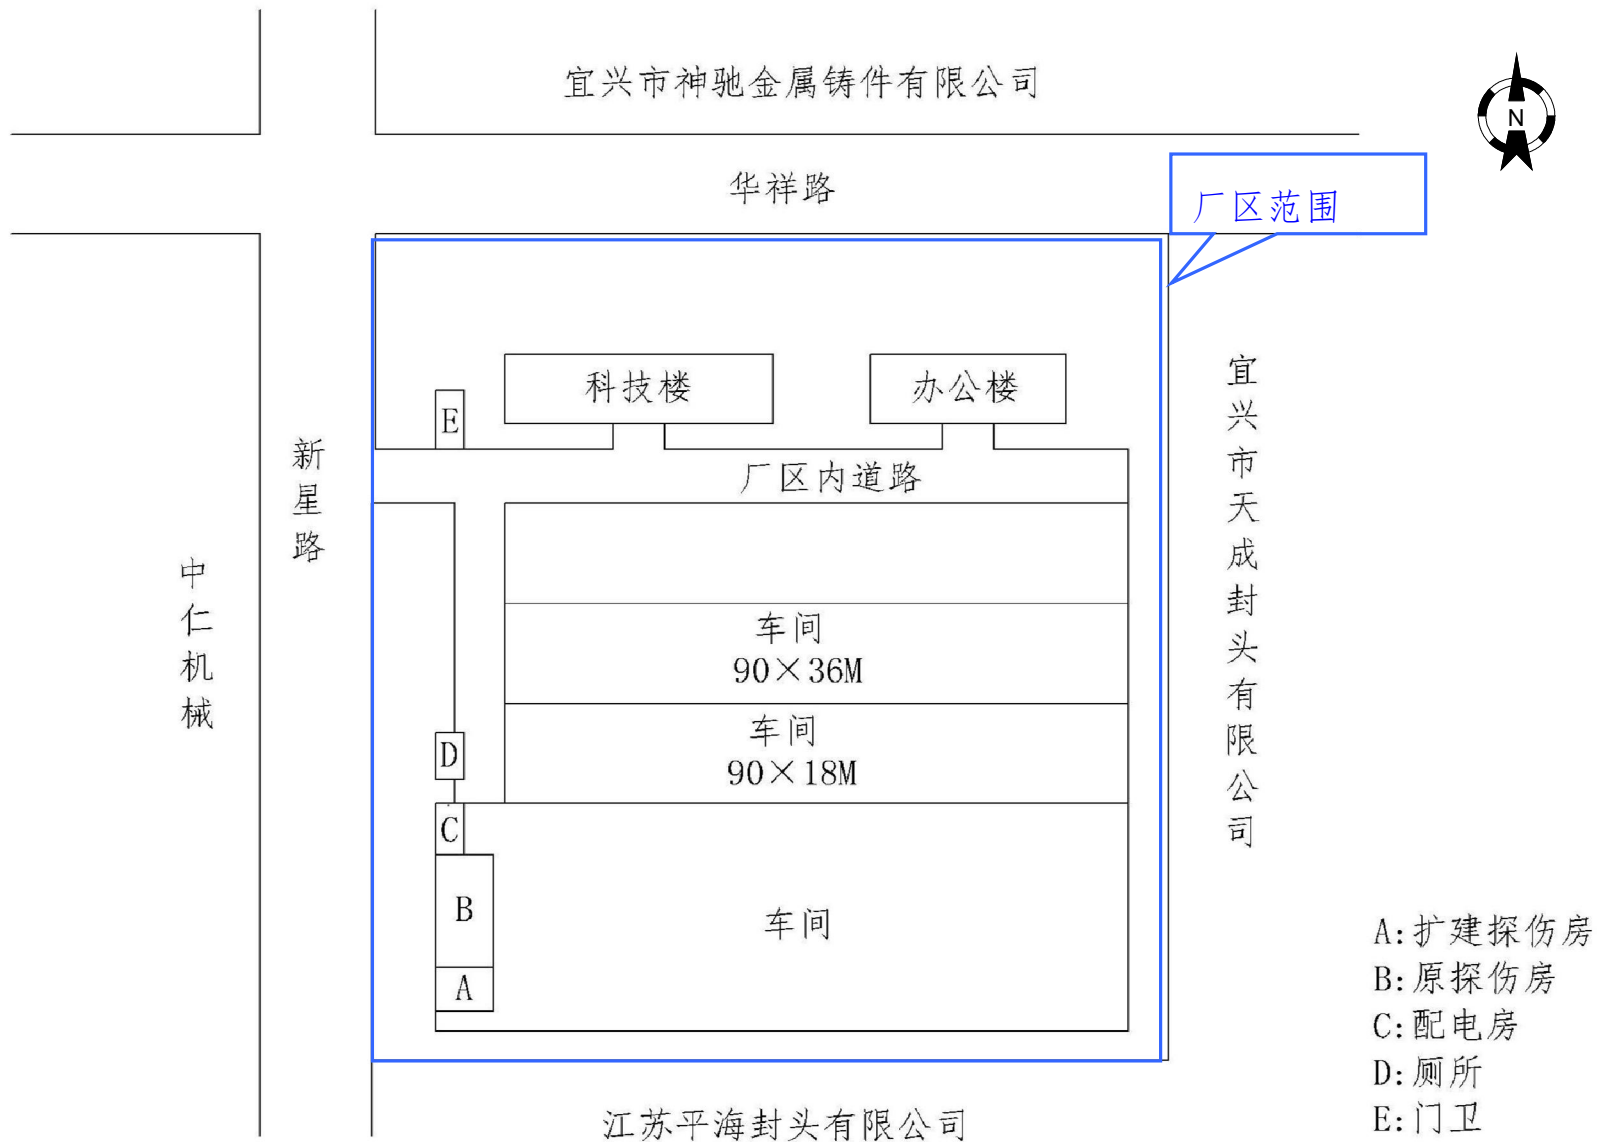 宜兴市神驰金属铸件有限公司
N
华祥路
厂区范围
科技楼
办公楼
E
厂区内道路
新星路
中仁机械
宜兴市天成封头有限公司
车间
90×36M
车间
90×18M
D
C
B
车间
A
A:扩建探伤房
B:原探伤房
C:配电房
D:厕所
E:门卫
江苏平海封头有限公司